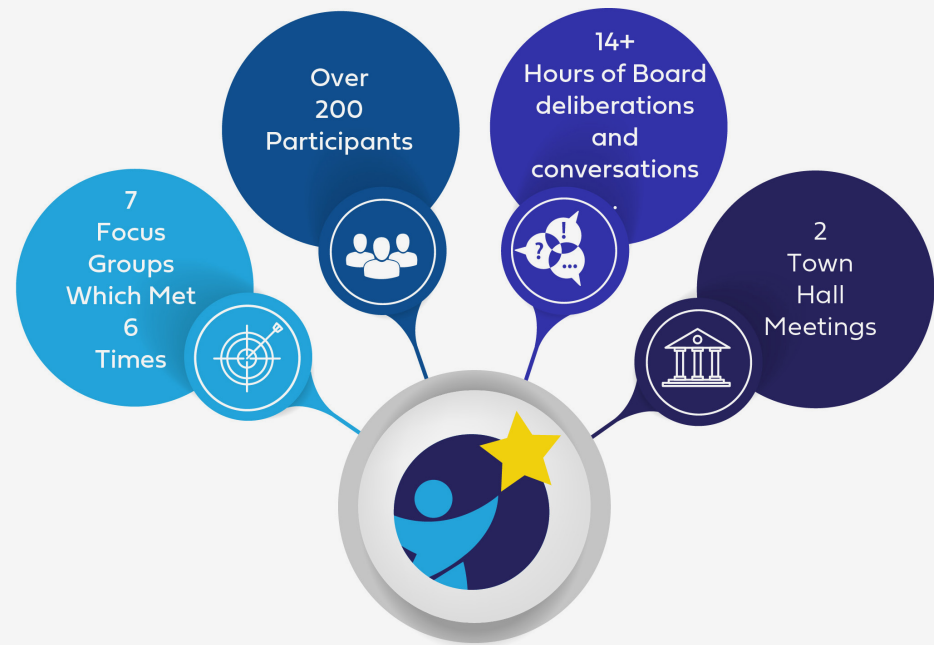 7
Focus
Groups
Which Met
6
Times
Over
200
Participants
14+
Hours of Board
deliberations
and
conversations
.
2
Town
Hall
Meetings
?
!
...